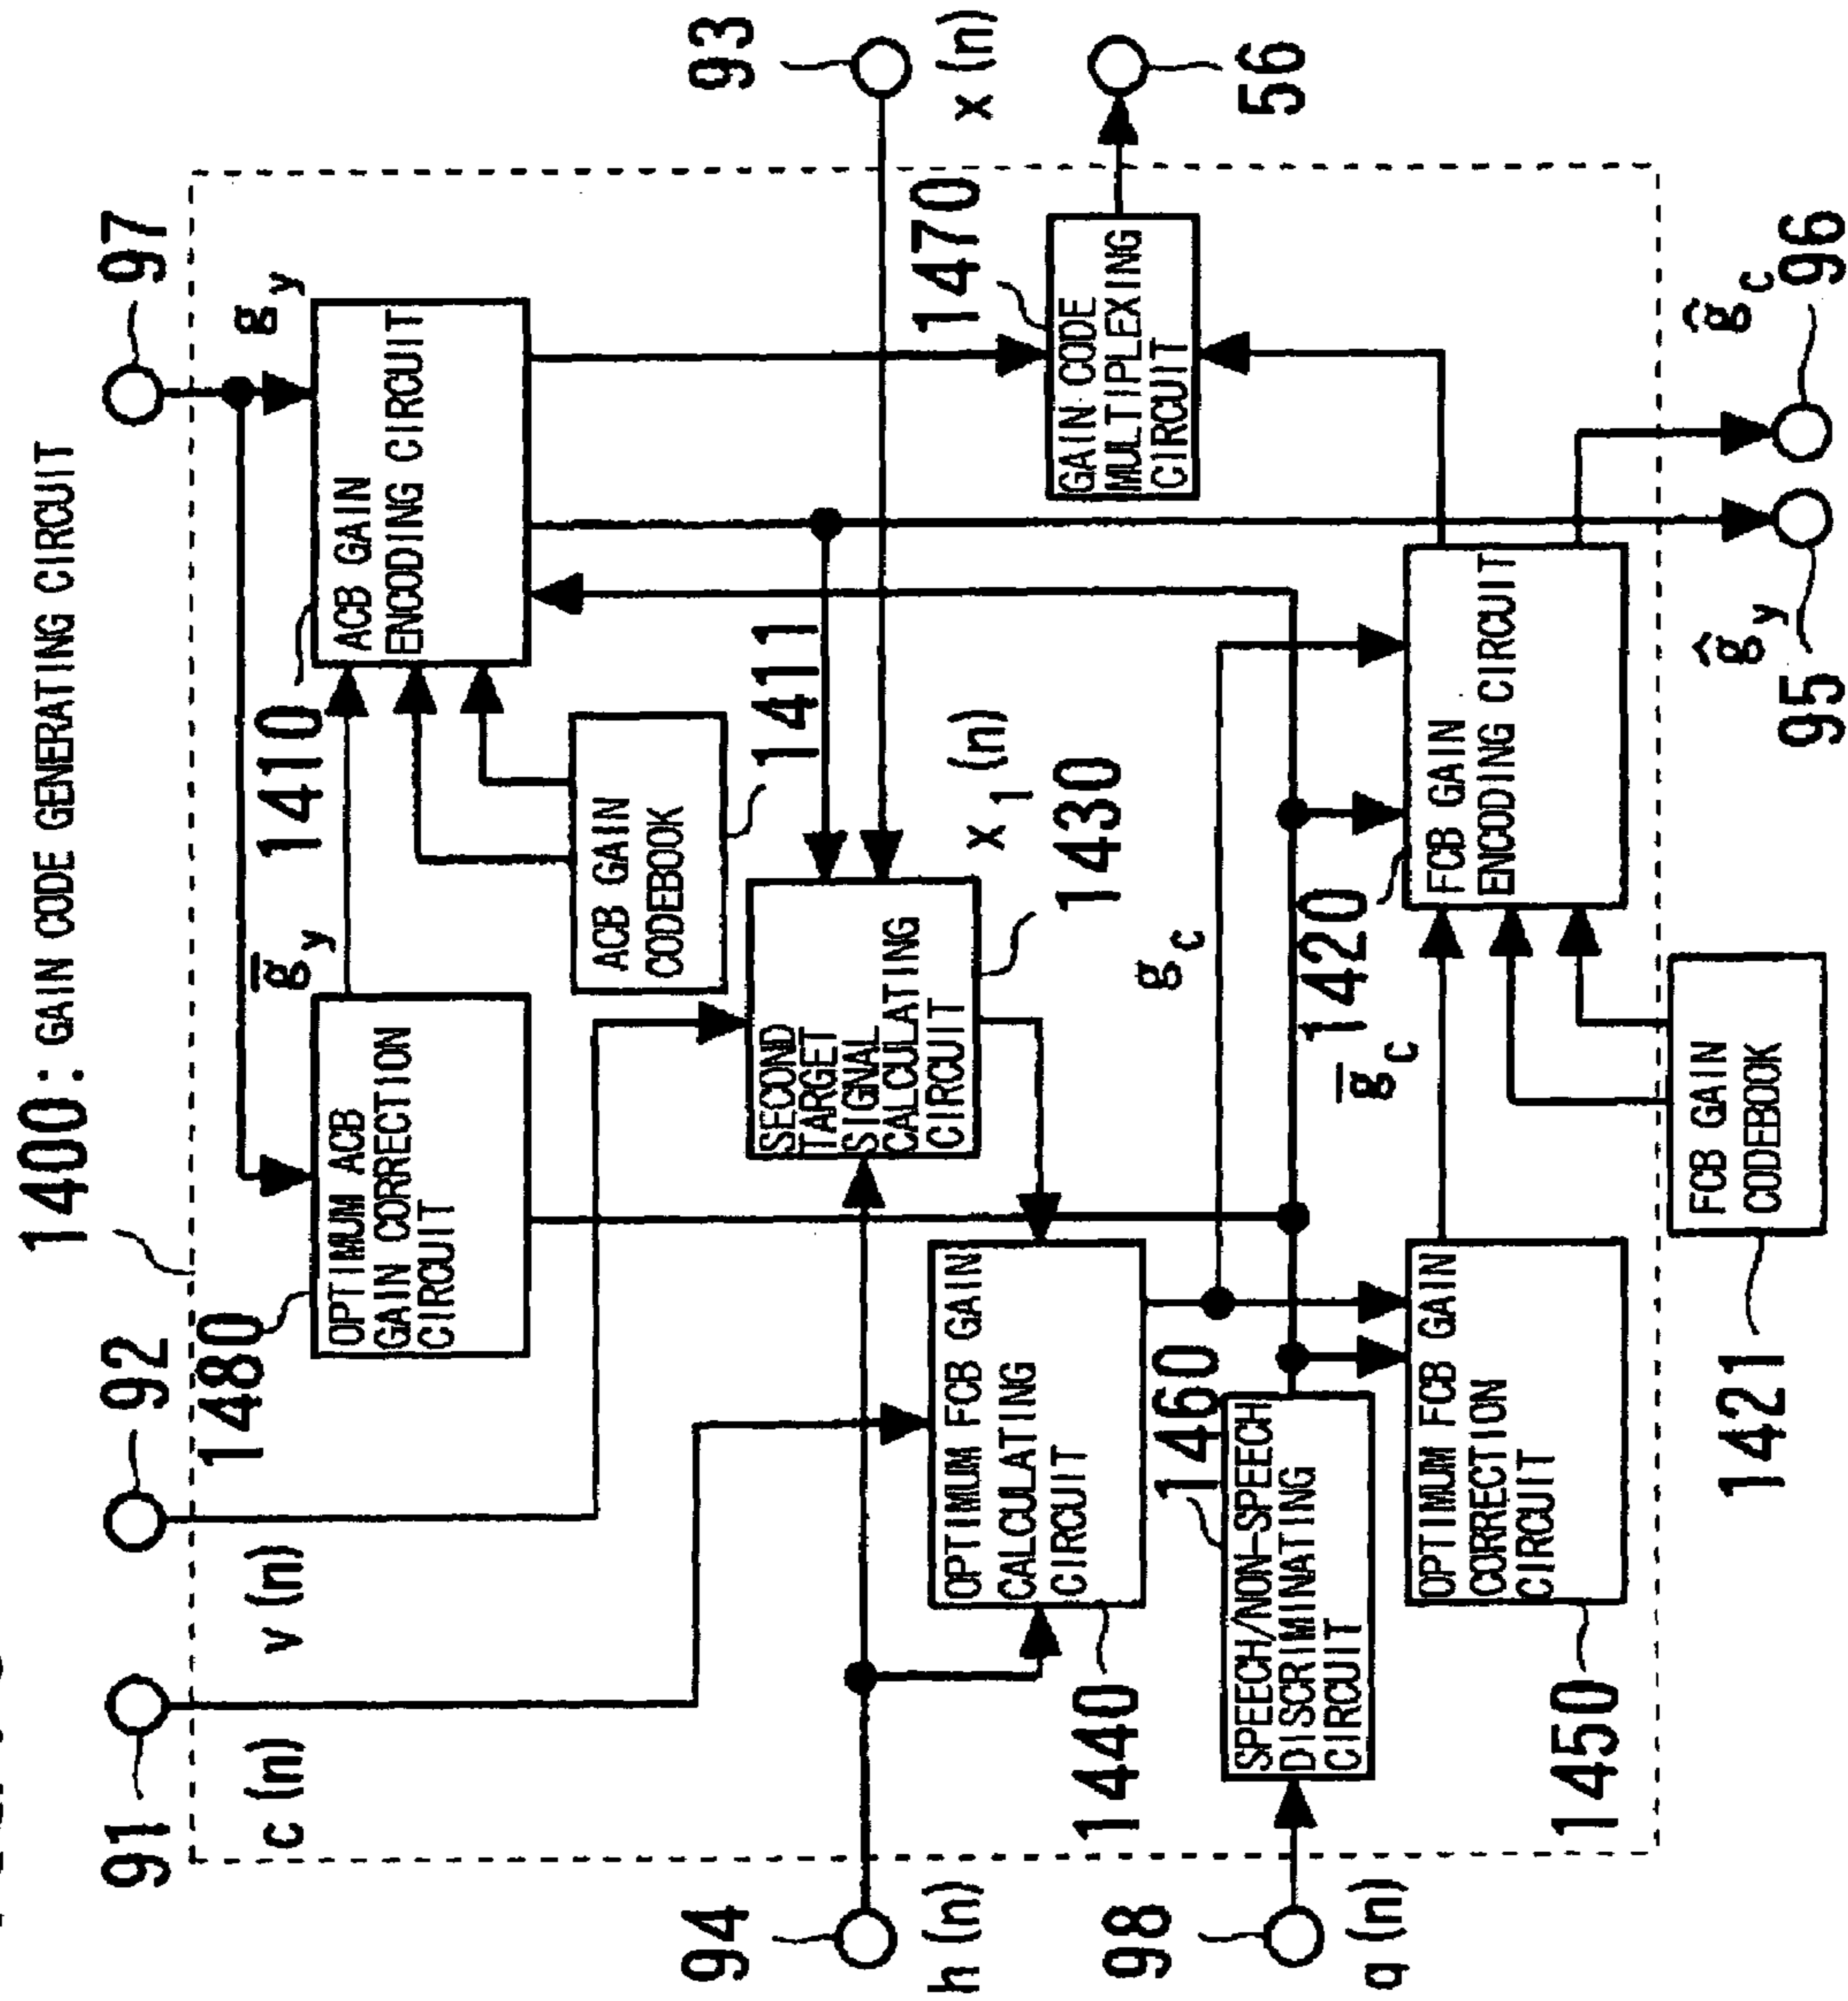 1400 : GAIN CODE GENERATING CIRCUIT
91
92
97
c (n)
v (n)
g y
1480
OPTIMUM ACB
GAIN CORRECTION
CIRCUIT
g̅ y
1410
ACB GAIN
ENCODING CIRCUIT
ACB GAIN
CODEBOOK
1411
94
h (n)
93
x (n)
SECOND
TARGET
SIGNAL
CALCULATING
CIRCUIT
x 1 (n)
1430
1470
GAIN CODE
MULTIPLEXING
CIRCUIT
56
OPTIMUM FCB GAIN
CALCULATING
CIRCUIT
1440
g c
98
q (n)
1460
SPEECH/NON-SPEECH
DISCRIMINATING
CIRCUIT
1420
FCB GAIN
ENCODING CIRCUIT
g̅ c
OPTIMUM FCB GAIN
CORRECTION
CIRCUIT
1450
FCB GAIN
CODEBOOK
1421
ĝ y
95
ĝ c
96